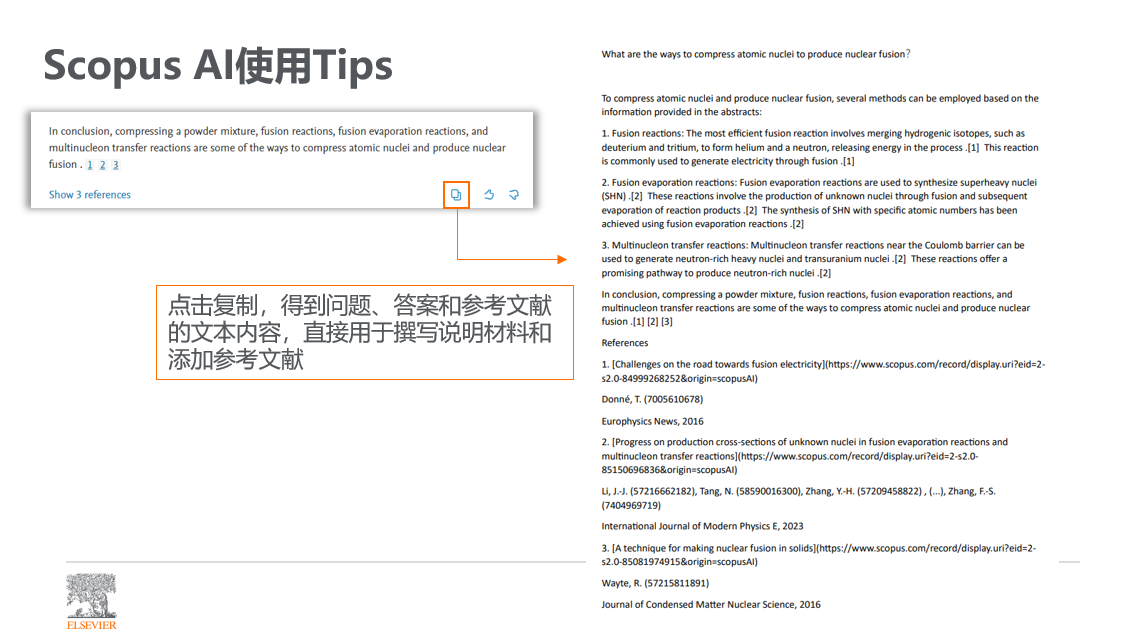 Scopus AI使用Tips
In conclusion, compressing a powder mixture, fusion reactions, fusion evaporation reactions, and
multinucleon transfer reactions are some of the ways to compress atomic nuclei and produce nuclear
fusion . 1 2 3
Show 3 references
点击复制，得到问题、答案和参考文献
的文本内容，直接用于撰写说明材料和
添加参考文献
ELSEVIER
What are the ways to compress atomic nuclei to produce nuclear fusion？
To compress atomic nuclei and produce nuclear fusion, several methods can be employed based on the
information provided in the abstracts:
1. Fusion reactions: The most efficient fusion reaction involves merging hydrogenic isotopes, such as
deuterium and tritium, to form helium and a neutron, releasing energy in the process .[1] This reaction
is commonly used to generate electricity through fusion .[1]
2. Fusion evaporation reactions: Fusion evaporation reactions are used to synthesize superheavy nuclei
(SHN) .[2] These reactions involve the production of unknown nuclei through fusion and subsequent
evaporation of reaction products .[2] The synthesis of SHN with specific atomic numbers has been
achieved using fusion evaporation reactions .[2]
3. Multinucleon transfer reactions: Multinucleon transfer reactions near the Coulomb barrier can be
used to generate neutron-rich heavy nuclei and transuranium nuclei .[2] These reactions offer a
promising pathway to produce neutron-rich nuclei .[2]
In conclusion, compressing a powder mixture, fusion reactions, fusion evaporation reactions, and
multinucleon transfer reactions are some of the ways to compress atomic nuclei and produce nuclear
fusion .[1] [2] [3]
References
1. [Challenges on the road towards fusion electricity](https://www.scopus.com/record/display.uri?eid=2-
s2.0-84999268252&origin=scopusAI)
Donné, T. (7005610678)
Europhysics News, 2016
2. [Progress on production cross-sections of unknown nuclei in fusion evaporation reactions and
multinucleon transfer reactions](https://www.scopus.com/record/display.uri?eid=2-s2.0-
85150696836&origin=scopusAI)
Li, J.-J. (57216662182), Tang, N. (58590016300), Zhang, Y.-H. (57209458822) , (...), Zhang, F.-S.
(7404969719)
International Journal of Modern Physics E, 2023
3. [A technique for making nuclear fusion in solids](https://www.scopus.com/record/display.uri?eid=2-
s2.0-85081974915&origin=scopusAI)
Wayte, R. (57215811891)
Journal of Condensed Matter Nuclear Science, 2016